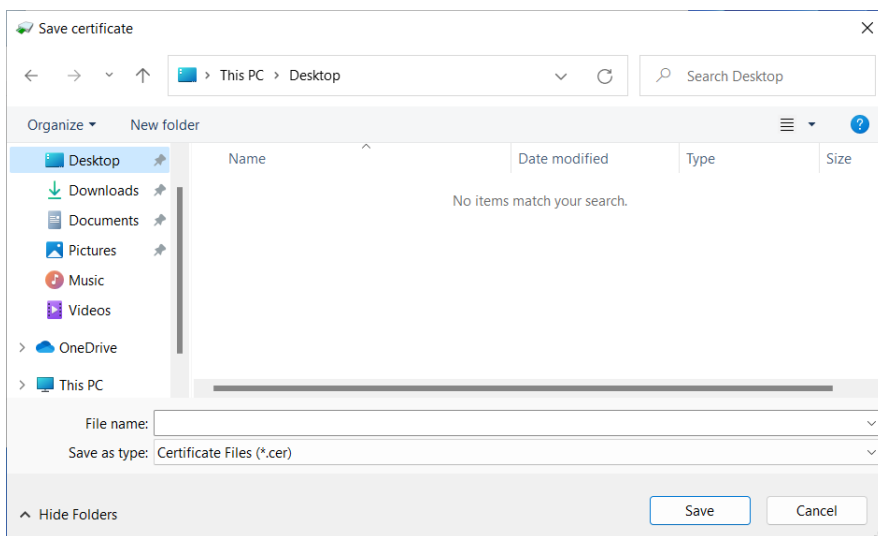 Save certificate
This PC > Desktop
Search Desktop
Organize
New folder
Name
Date modified
Type
Size
Desktop
Downloads
Documents
Pictures
Music
Videos
OneDrive
This PC
No items match your search.
File name:
Save as type: Certificate Files (*.cer)
Hide Folders
Save
Cancel